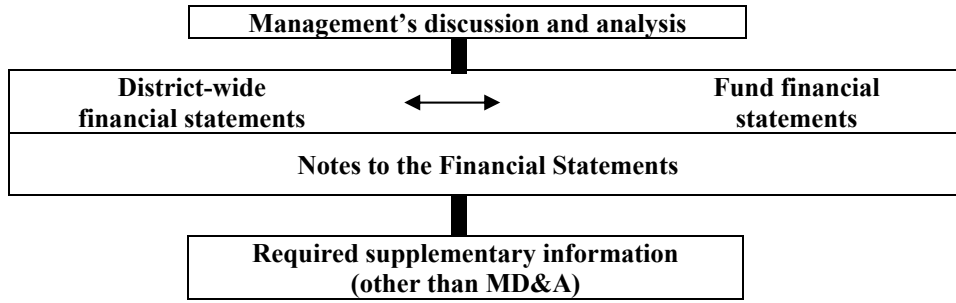 Management’s discussion and analysis
District-wide
financial statements
Fund financial
statements
Notes to the Financial Statements
Required supplementary information
(other than MD&A)